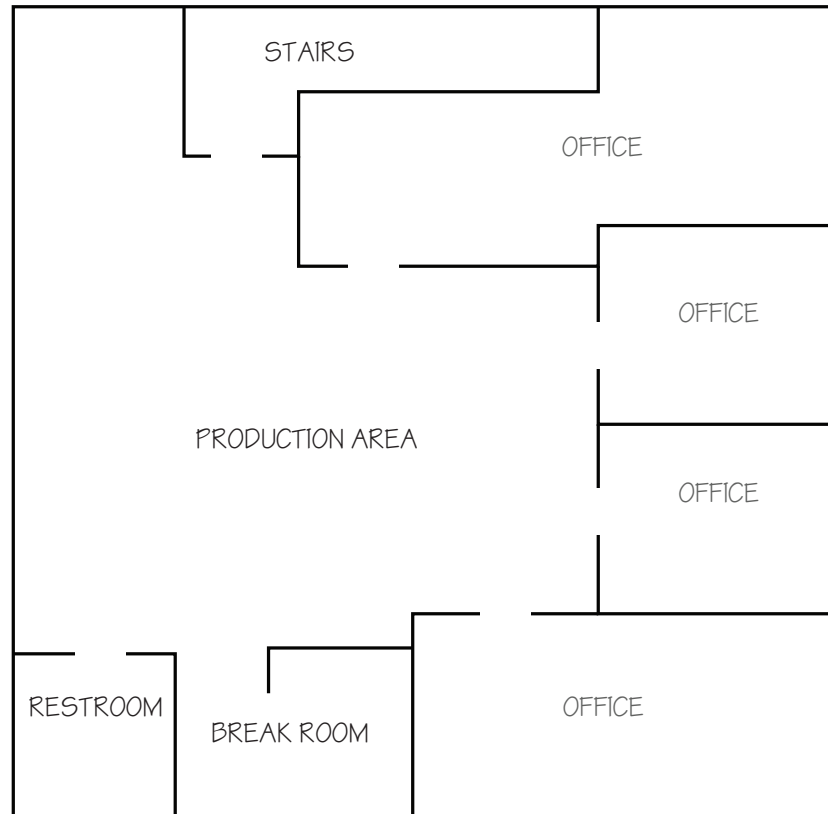 STAIRS
OFFICE
OFFICE
PRODUCTION AREA
OFFICE
RESTROOM
BREAK ROOM
OFFICE